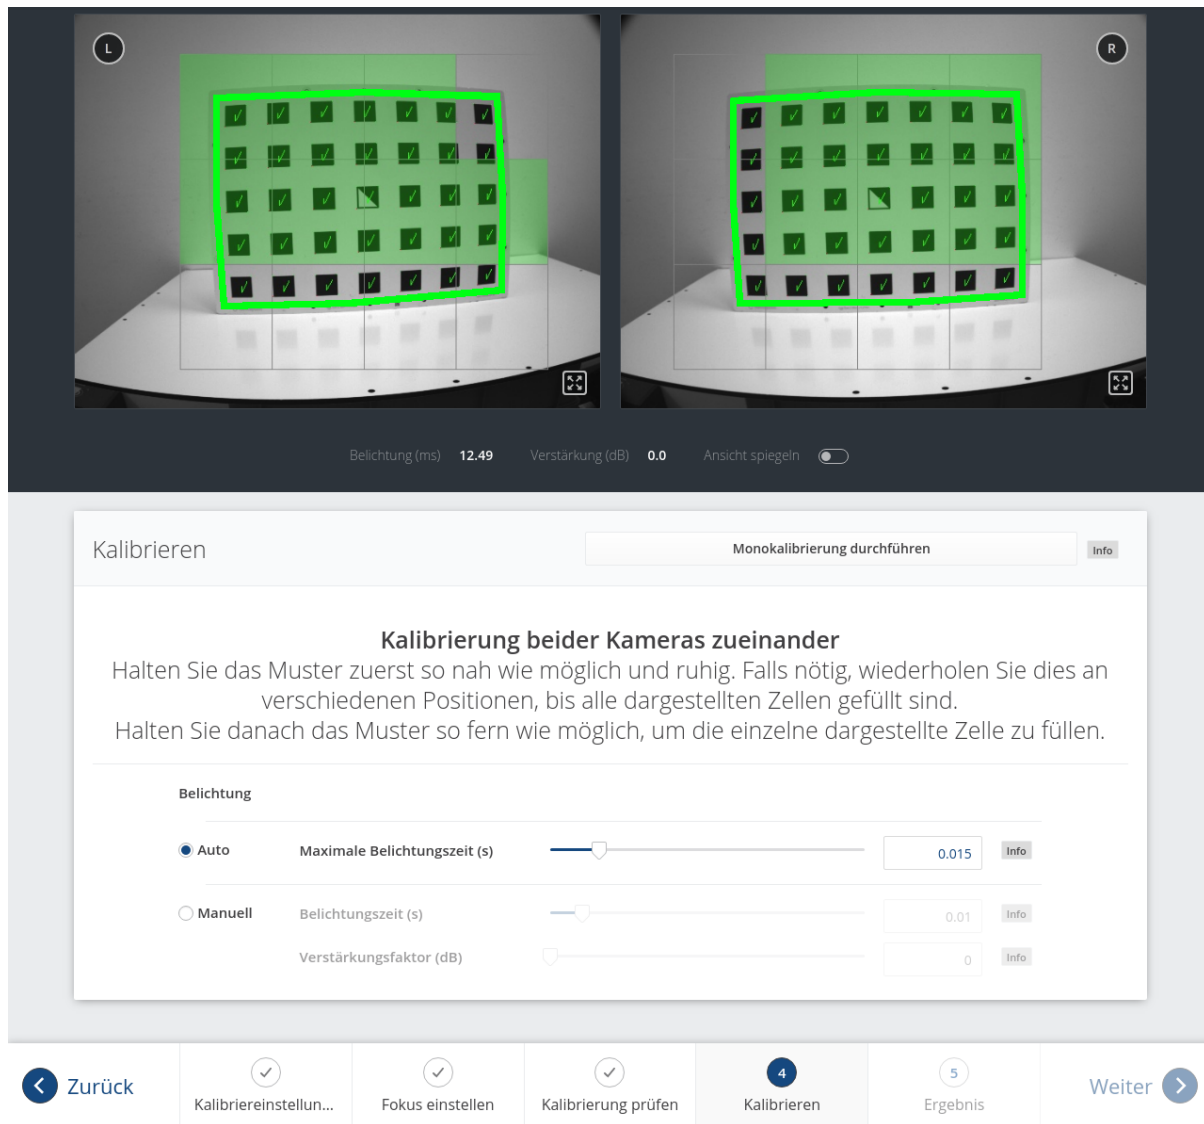 L
R
Belichtung (ms) 12.49 Verstärkung (dB) 0.0 Ansicht spiegeln
Kalibrieren
Monokalibrierung durchführen
Info
Kalibrierung beider Kameras zueinander
Halten Sie das Muster zuerst so nah wie möglich und ruhig. Falls nötig, wiederholen Sie dies an
verschiedenen Positionen, bis alle dargestellten Zellen gefüllt sind.
Halten Sie danach das Muster so fern wie möglich, um die einzelne dargestellte Zelle zu füllen.
Belichtung
Auto Maximale Belichtungszeit (s) 0.015 Info
Manuell Belichtungszeit (s) 0.01 Info
Verstärkungsfaktor (dB) 0 Info
Zurück
Kalibriereinstellun...
Fokus einstellen
Kalibrierung prüfen
4
Kalibrieren
5
Ergebnis
Weiter